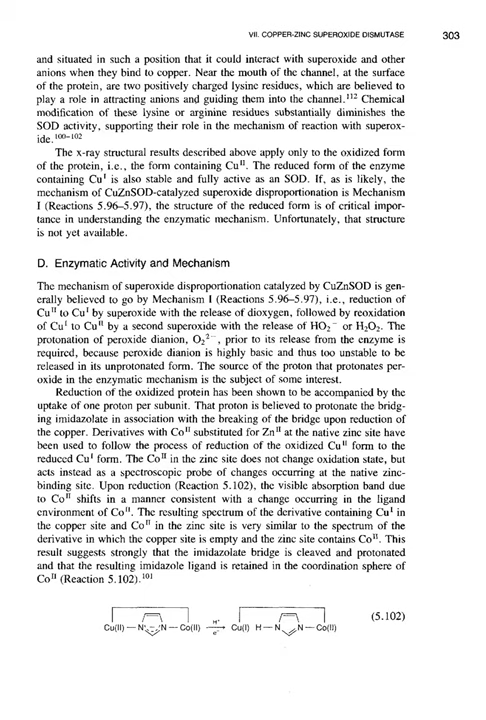 VII. COPPER-ZINC SUPEROXIDE DISMUTASE 303
and situated in such a position that it could interact with superoxide and other
anions when they bind to copper. Near the mouth of the channel, at the surface
of the protein, are two positively charged lysine residues, which are believed to
play a role in attracting anions and guiding them into the channel.¹¹² Chemical
modification of these lysine or arginine residues substantially diminishes the
SOD activity, supporting their role in the mechanism of reaction with superox-
ide.¹⁰⁰⁻¹⁰²
The x-ray structural results described above apply only to the oxidized form
of the protein, i.e., the form containing Cuᴵᴵ. The reduced form of the enzyme
containing Cuᴵ is also stable and fully active as an SOD. If, as is likely, the
mechanism of CuZnSOD-catalyzed superoxide disproportionation is Mechanism
I (Reactions 5.96–5.97), the structure of the reduced form is of critical impor-
tance in understanding the enzymatic mechanism. Unfortunately, that structure
is not yet available.
D. Enzymatic Activity and Mechanism
The mechanism of superoxide disproportionation catalyzed by CuZnSOD is gen-
erally believed to go by Mechanism I (Reactions 5.96–5.97), i.e., reduction of
Cuᴵᴵ to Cuᴵ by superoxide with the release of dioxygen, followed by reoxidation
of Cuᴵ to Cuᴵᴵ by a second superoxide with the release of HO₂⁻ or H₂O₂. The
protonation of peroxide dianion, O₂²⁻, prior to its release from the enzyme is
required, because peroxide dianion is highly basic and thus too unstable to be
released in its unprotonated form. The source of the proton that protonates per-
oxide in the enzymatic mechanism is the subject of some interest.
Reduction of the oxidized protein has been shown to be accompanied by the
uptake of one proton per subunit. That proton is believed to protonate the bridg-
ing imidazolate in association with the breaking of the bridge upon reduction of
the copper. Derivatives with Coᴵᴵ substituted for Znᴵᴵ at the native zinc site have
been used to follow the process of reduction of the oxidized Cuᴵᴵ form to the
reduced Cuᴵ form. The Coᴵᴵ in the zinc site does not change oxidation state, but
acts instead as a spectroscopic probe of changes occurring at the native zinc-
binding site. Upon reduction (Reaction 5.102), the visible absorption band due
to Coᴵᴵ shifts in a manner consistent with a change occurring in the ligand
environment of Coᴵᴵ. The resulting spectrum of the derivative containing Cuᴵ in
the copper site and Coᴵᴵ in the zinc site is very similar to the spectrum of the
derivative in which the copper site is empty and the zinc site contains Coᴵᴵ. This
result suggests strongly that the imidazolate bridge is cleaved and protonated
and that the resulting imidazole ligand is retained in the coordination sphere of
Coᴵᴵ (Reaction 5.102).¹⁰¹
(5.102)
Cu(II) — N N — Co(II) H⁺ e⁻ → Cu(I) H — N N — Co(II)